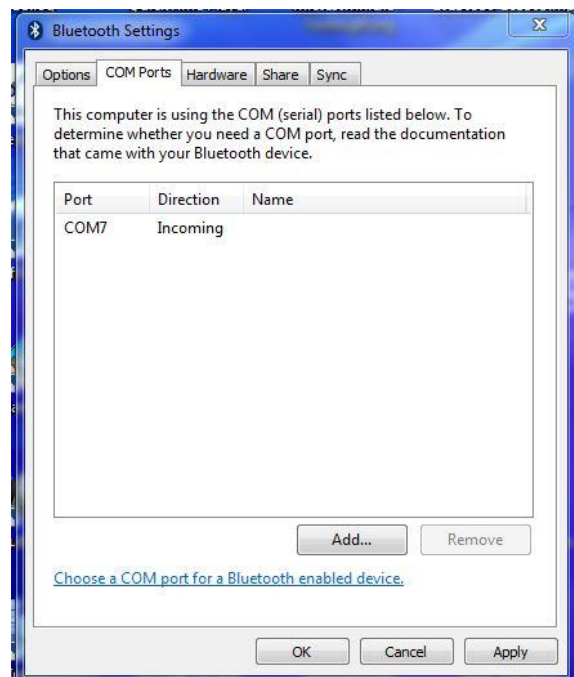 Bluetooth Settings
Options COM Ports Hardware Share Sync
This computer is using the COM (serial) ports listed below. To
determine whether you need a COM port, read the documentation
that came with your Bluetooth device.
Port Direction Name
COM7 Incoming
Add... Remove
Choose a COM port for a Bluetooth enabled device.
OK Cancel Apply